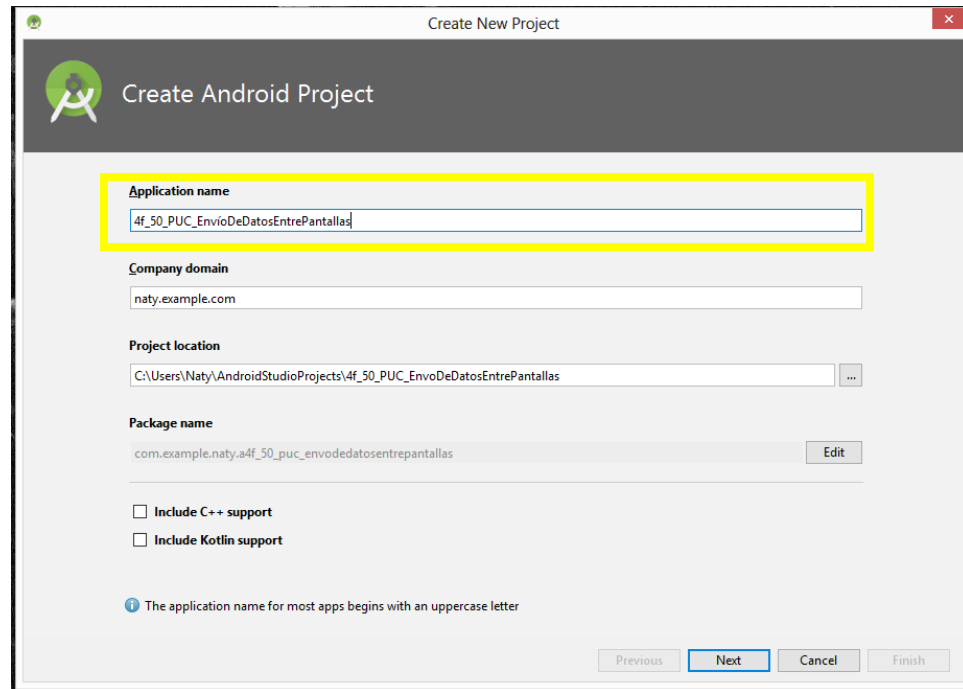 Create New Project
Create Android Project
Application name
4f_50_PUC_EnvíoDeDatosEntrePantallas
Company domain
naty.example.com
Project location
C:\Users\Naty\AndroidStudioProjects\4f_50_PUC_EnvoDeDatosEntrePantallas
...
Package name
com.example.naty.a4f_50_puc_envodedatosentrepantallas
Edit
Include C++ support
Include Kotlin support
The application name for most apps begins with an uppercase letter
Previous Next Cancel Finish